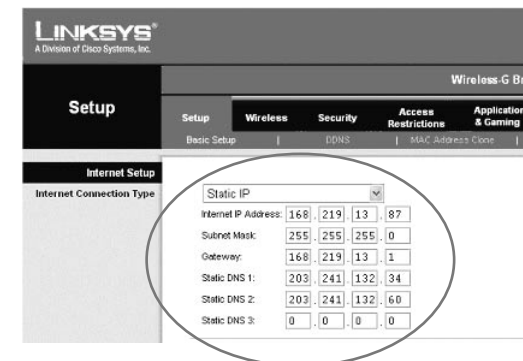 LINKSYS®
A Division of Cisco Systems, Inc.
Wireless-G Br
Setup
Setup Wireless Security Access Restrictions Application & Gaming
Basic Setup | DDNS | MAC Address Clone |
Internet Setup
Internet Connection Type
Static IP
Internet IP Address: 168 . 219 . 13 . 87
Subnet Mask: 255 . 255 . 255 . 0
Gateway: 168 . 219 . 13 . 1
Static DNS 1: 203 . 241 . 132 . 34
Static DNS 2: 203 . 241 . 132 . 60
Static DNS 3: 0 . 0 . 0 . 0